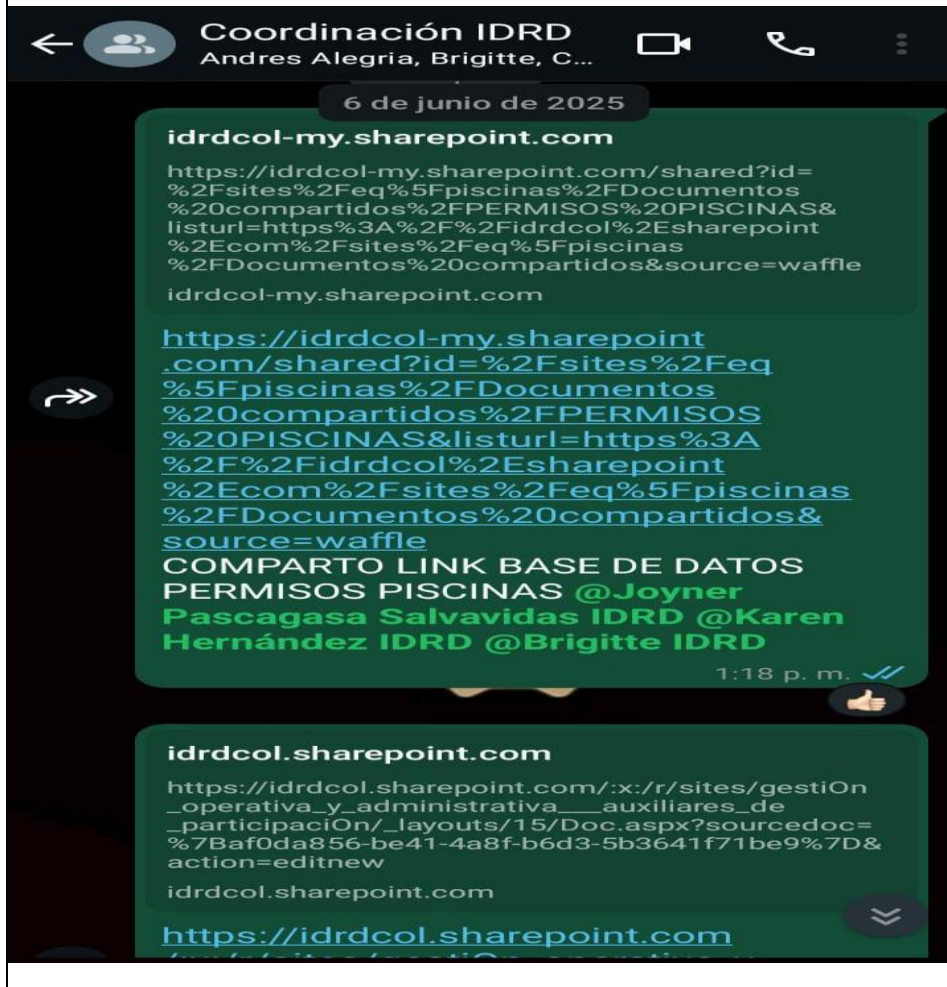 Coordinación IDRD
Andres Alegria, Brigitte, C...
6 de junio de 2025
idrdcol-my.sharepoint.com
https://idrdcol-my.sharepoint.com/shared?id=
%2Fsites%2Feq%5Fpiscinas%2FDocumentos
%20compartidos%2FPERMISOS%20PISCINAS&
listurl=https%3A%2F%2Fidrdcol%2Esharepoint
%2Ecom%2Fsites%2Feq%5Fpiscinas
%2FDocumentos%20compartidos&source=waffle
idrdcol-my.sharepoint.com
https://idrdcol-my.sharepoint
.com/shared?id=%2Fsites%2Feq
%5Fpiscinas%2FDocumentos
%20compartidos%2FPERMISOS
%20PISCINAS&listurl=https%3A
%2F%2Fidrdcol%2Esharepoint
%2Ecom%2Fsites%2Feq%5Fpiscinas
%2FDocumentos%20compartidos&
source=waffle
COMPARTO LINK BASE DE DATOS
PERMISOS PISCINAS @Joyner
Pascagasa Salvavidas IDRD @Karen
Hernández IDRD @Brigitte IDRD
1:18 p. m.
idrdcol.sharepoint.com
https://idrdcol.sharepoint.com/:x:/r/sites/gestiOn
_operativa_y_administrativa___auxiliares_de
_participaciOn/_layouts/15/Doc.aspx?sourcedoc=
%7Baf0da856-be41-4a8f-b6d3-5b3641f71be9%7D&
action=editnew
idrdcol.sharepoint.com
https://idrdcol.sharepoint.com